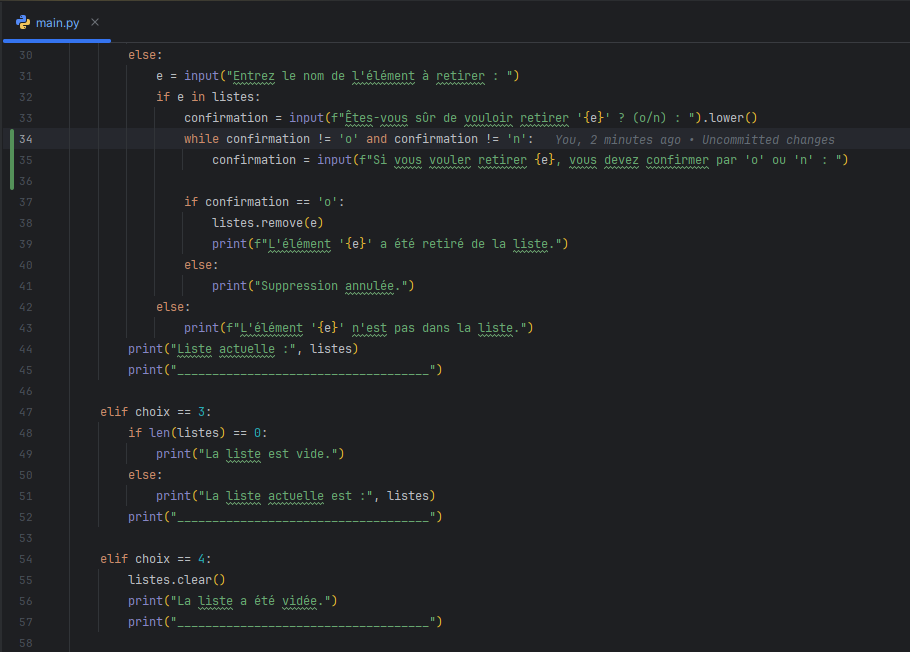 main.py
30 else:
31 e = input("Entrez le nom de l'élément à retirer : ")
32 if e in listes:
33 confirmation = input(f"Êtes-vous sûr de vouloir retirer '{e}' ? (o/n) : ").lower()
34 while confirmation != 'o' and confirmation != 'n': You, 2 minutes ago • Uncommitted changes
35 confirmation = input(f"Si vous vouler retirer {e}, vous devez confirmer par 'o' ou 'n' : ")
36
37 if confirmation == 'o':
38 listes.remove(e)
39 print(f"L'élément '{e}' a été retiré de la liste.")
40 else:
41 print("Suppression annulée.")
42 else:
43 print(f"L'élément '{e}' n'est pas dans la liste.")
44 print("Liste actuelle :", listes)
45 print("____________________________________")
46
47 elif choix == 3:
48 if len(listes) == 0:
49 print("La liste est vide.")
50 else:
51 print("La liste actuelle est :", listes)
52 print("____________________________________")
53
54 elif choix == 4:
55 listes.clear()
56 print("La liste a été vidée.")
57 print("____________________________________")
58